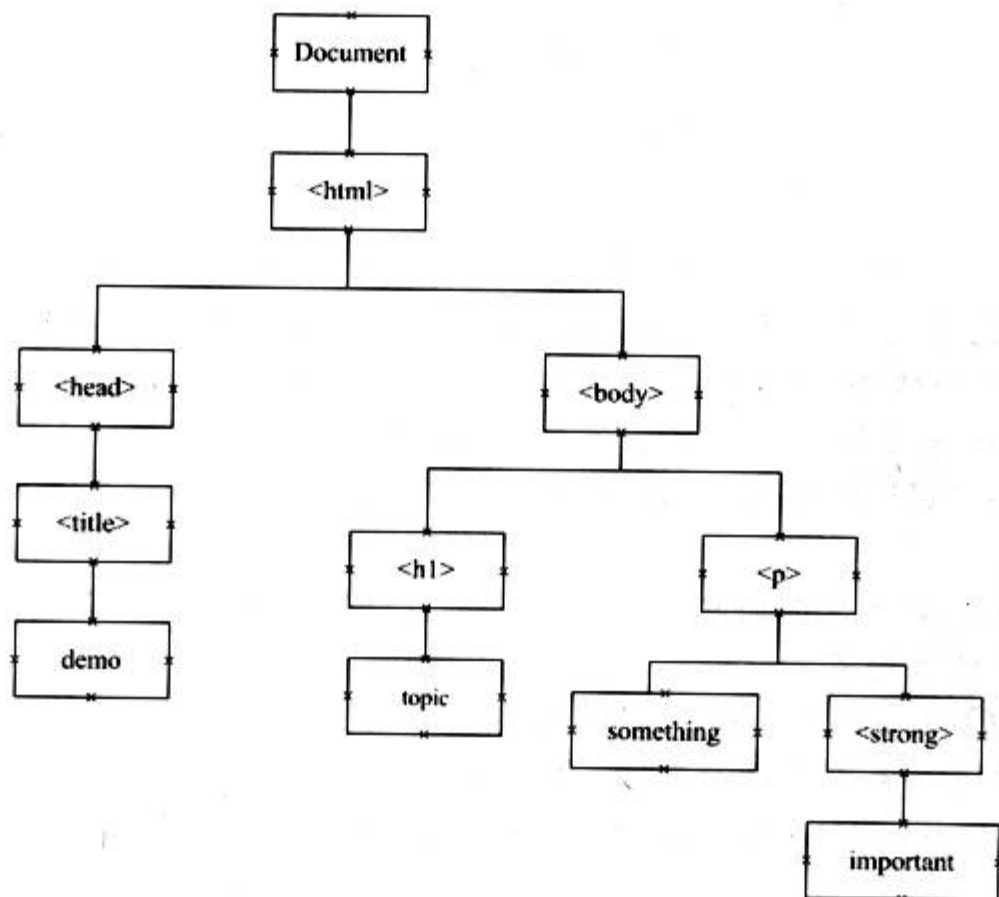 Document
<html>
<head>
<body>
<title>
<h1>
<p>
demo
topic
something
<strong>
important